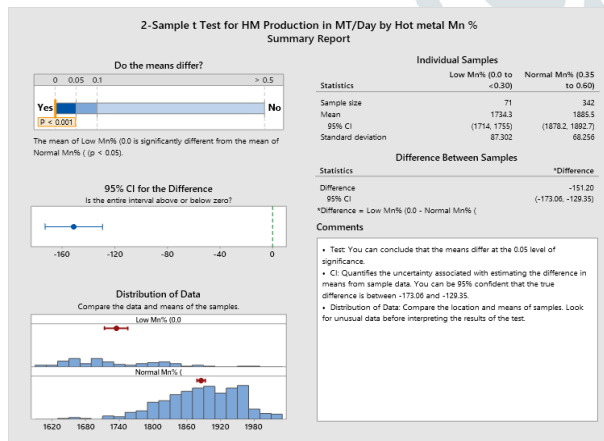 2-Sample t Test for HM Production in MT/Day by Hot metal Mn %
Summary Report
Do the means differ?
0 0.05 0.1 > 0.5
Yes No
P < 0.001
The mean of Low Mn% (0.0 is significantly different from the mean of
Normal Mn% ( (p < 0.05).
95% CI for the Difference
Is the entire interval above or below zero?
-160 -120 -80 -40 0
Distribution of Data
Compare the data and means of the samples.
Low Mn% (0.0
Normal Mn% (
1620 1680 1740 1800 1860 1920 1980
Individual Samples
Low Mn% (0.0 to Normal Mn% (0.35
Statistics <0.30) to 0.60)
Sample size 71 342
Mean 1734.3 1885.5
95% CI (1714, 1755) (1878.2, 1892.7)
Standard deviation 87.302 68.256
Difference Between Samples
Statistics *Difference
Difference -151.20
95% CI (-173.06, -129.35)
*Difference = Low Mn% (0.0 - Normal Mn% (
Comments
• Test: You can conclude that the means differ at the 0.05 level of
significance.
• CI: Quantifies the uncertainty associated with estimating the difference in
means from sample data. You can be 95% confident that the true
difference is between -173.06 and -129.35.
• Distribution of Data: Compare the location and means of samples. Look
for unusual data before interpreting the results of the test.